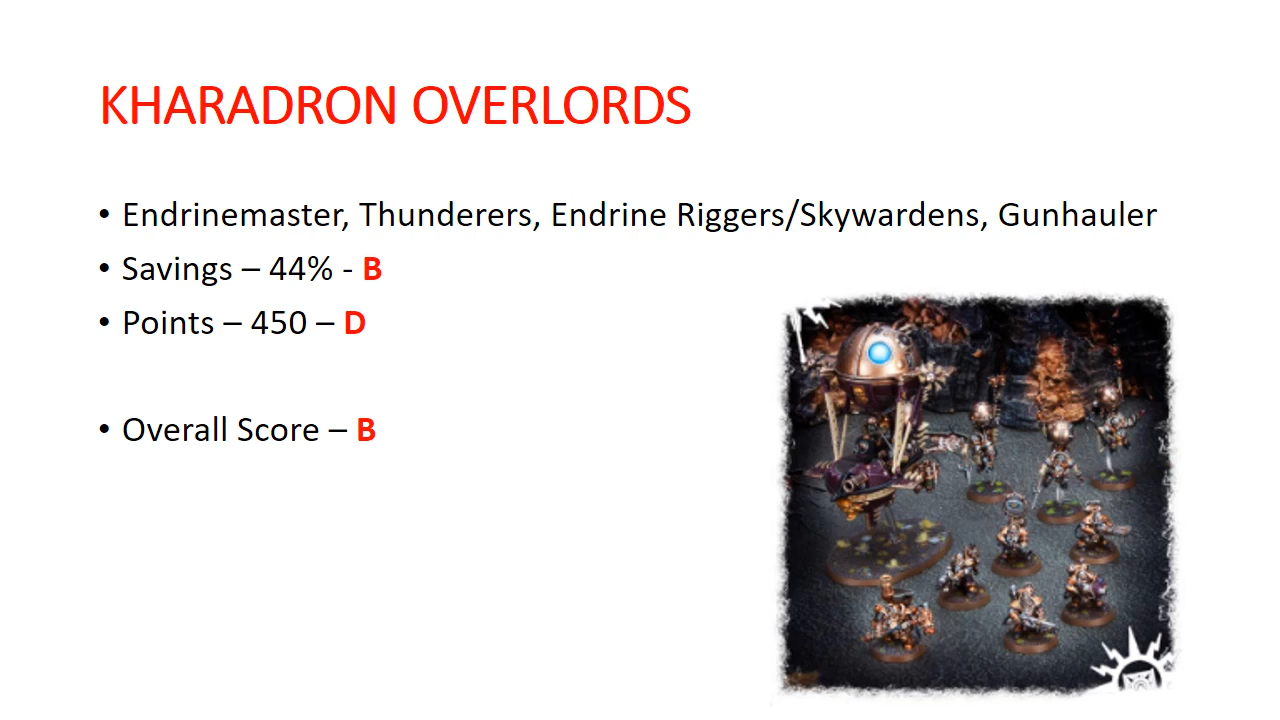 KHARADRON OVERLORDS
• Endrinemaster, Thunderers, Endrine Riggers/Skywardens, Gunhauler
• Savings – 44% - B
• Points – 450 – D
• Overall Score – B